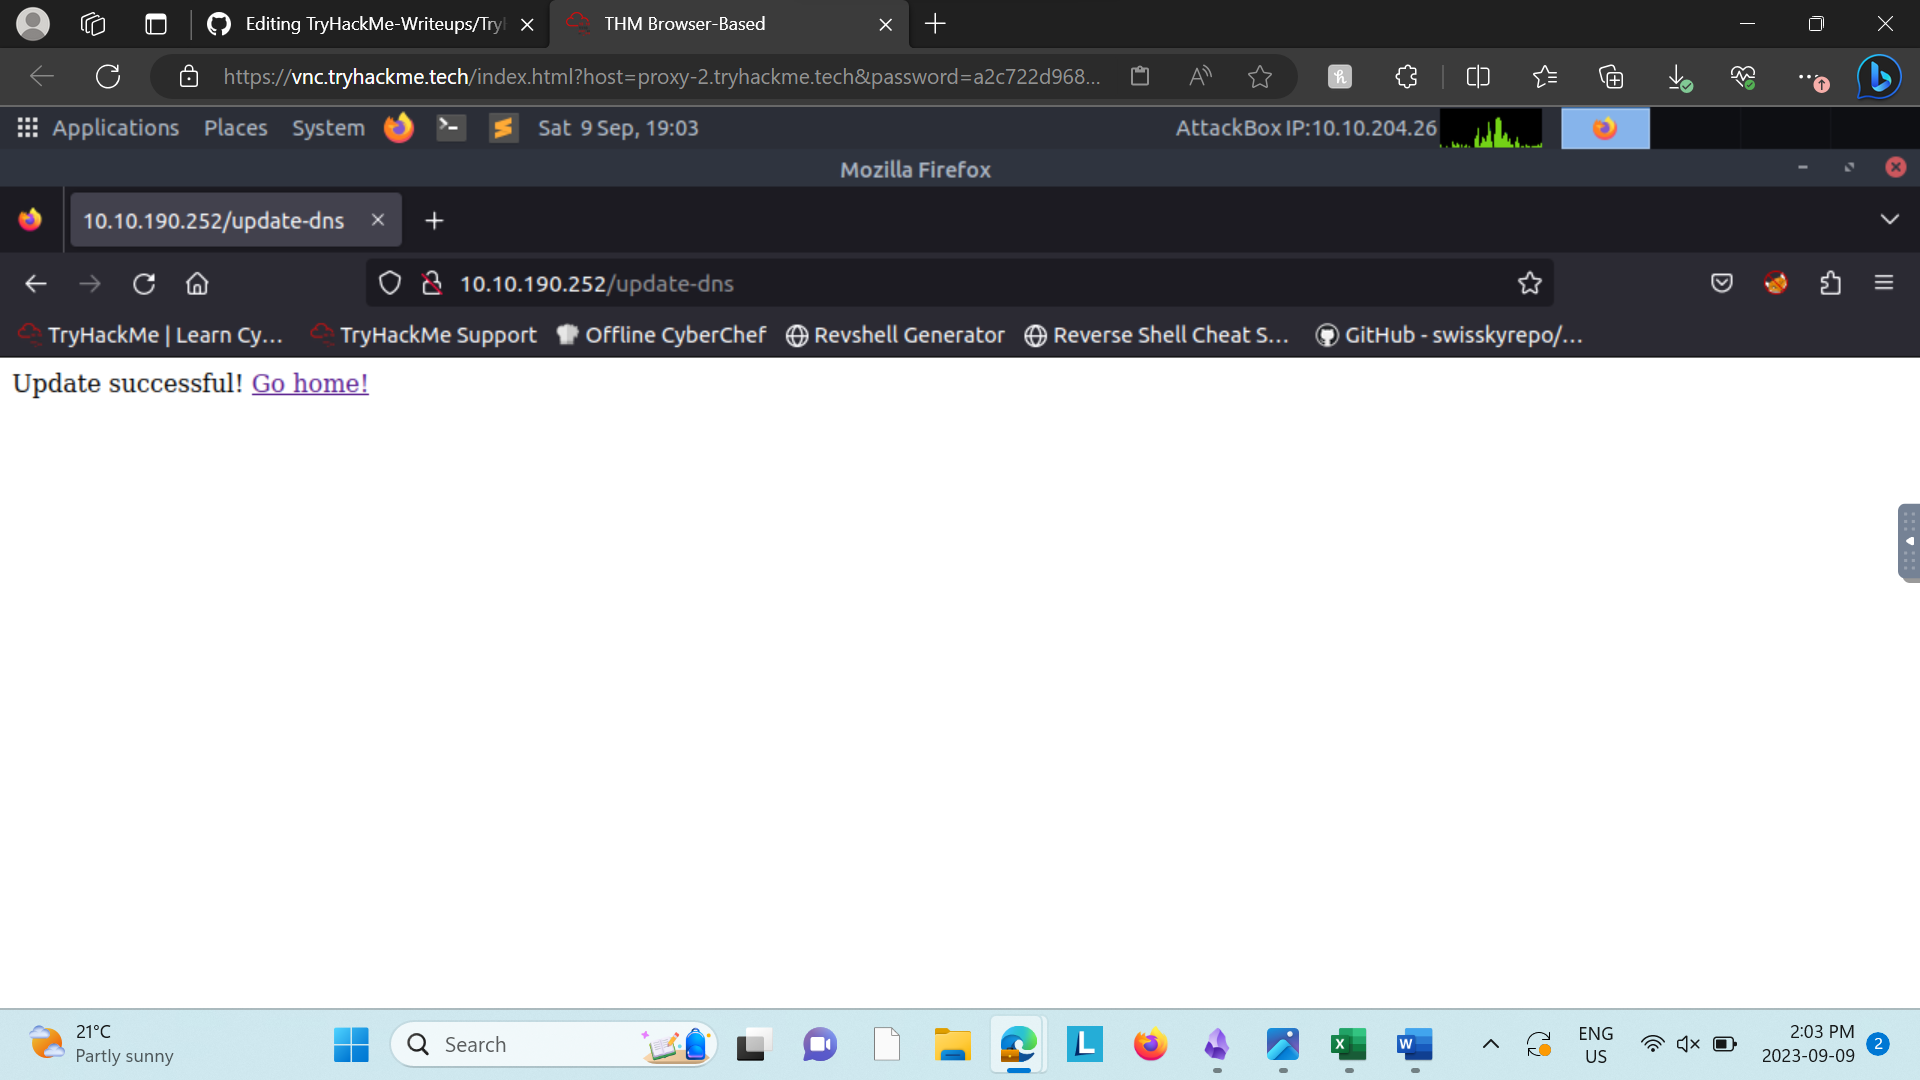 Editing TryHackMe-Writeups/Try
THM Browser-Based
https://vnc.tryhackme.tech/index.html?host=proxy-2.tryhackme.tech&password=a2c722d968...
Applications Places System Sat 9 Sep, 19:03 AttackBox IP:10.10.204.26
Mozilla Firefox
10.10.190.252/update-dns
10.10.190.252/update-dns
TryHackMe | Learn Cy... TryHackMe Support Offline CyberChef Revshell Generator Reverse Shell Cheat S... GitHub - swisskyrepo/...
Update successful! Go home!
21°C
Partly sunny
Search
ENG
US
2:03 PM
2023-09-09
2